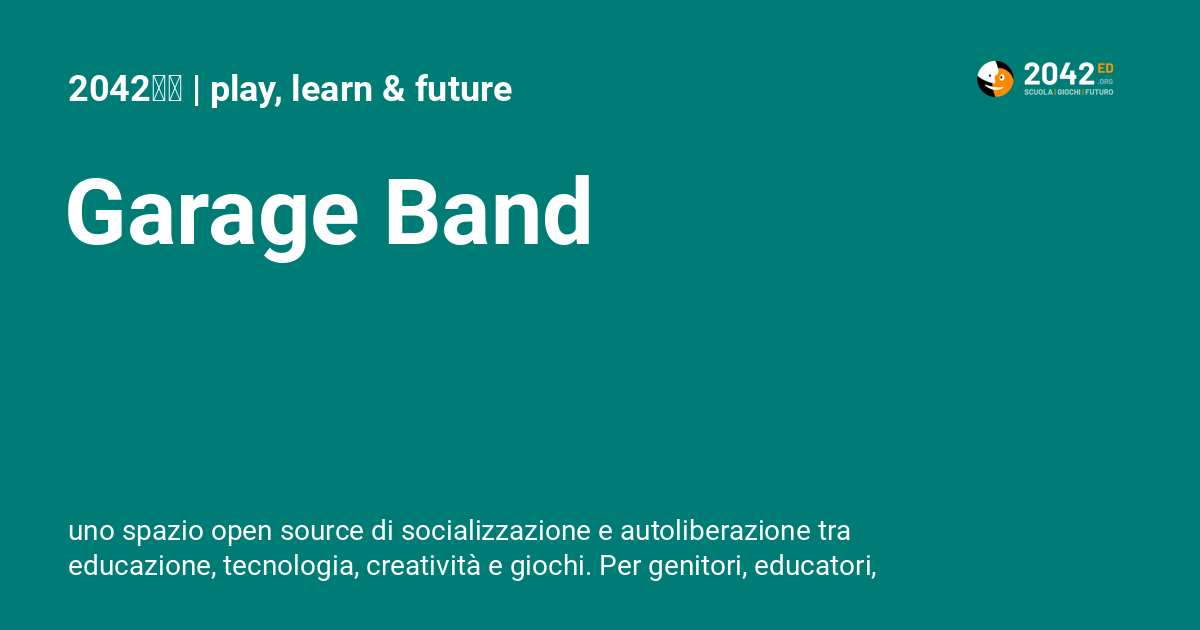 2042 | play, learn & future
2042 ED
.ORG
SCUOLA | GIOCHI | FUTURO
Garage Band
uno spazio open source di socializzazione e autoliberazione tra
educazione, tecnologia, creatività e giochi. Per genitori, educatori,